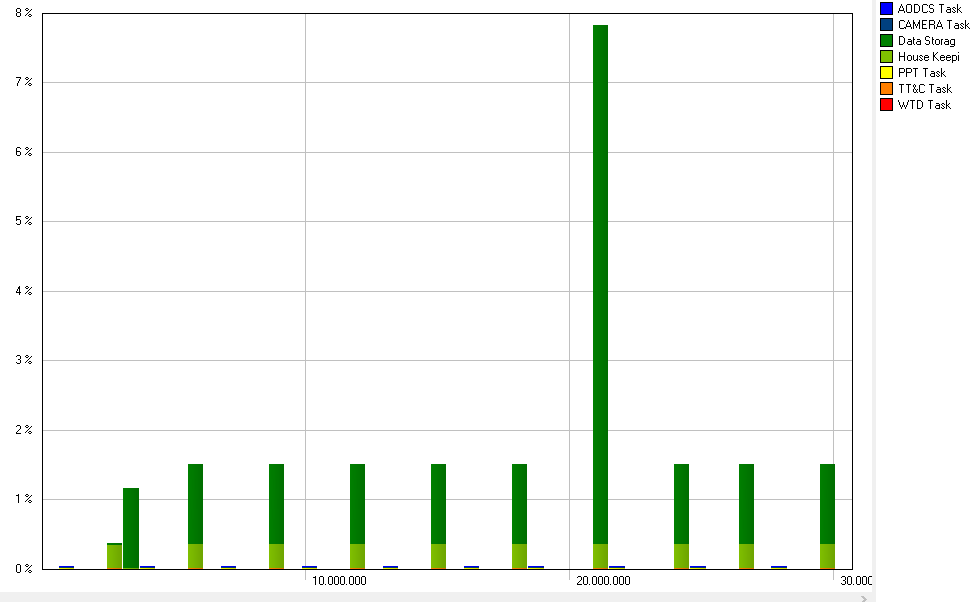 8 %
7 %
6 %
5 %
4 %
3 %
2 %
1 %
0 %
10.000.000
20.000.000
30.000
AODCS Task
CAMERA Task
Data Storag
House Keepi
PPT Task
TT&C Task
WTD Task